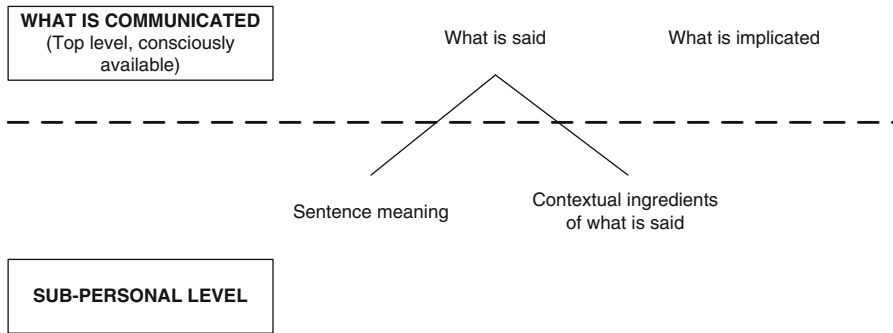 WHAT IS COMMUNICATED
(Top level, consciously
available)
What is said
What is implicated
Sentence meaning
Contextual ingredients
of what is said
SUB-PERSONAL LEVEL